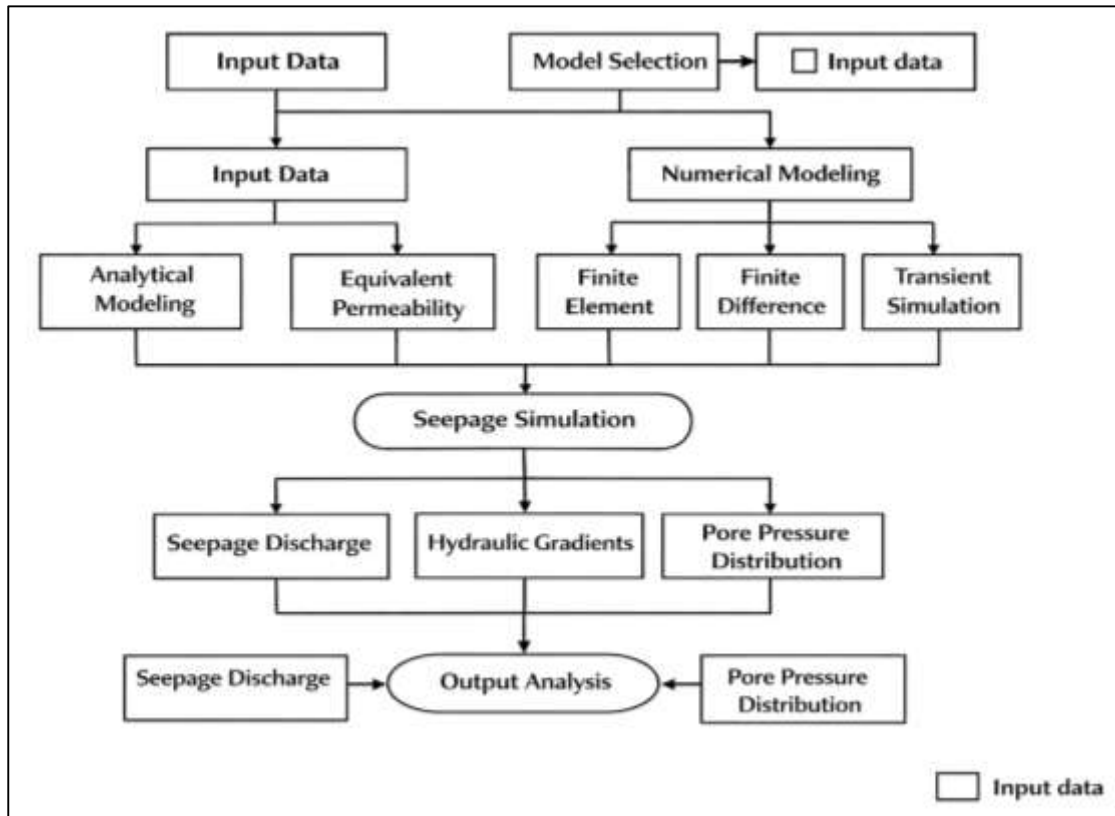 Input Data
Model Selection
Input data
Input Data
Numerical Modeling
Analytical
Modeling
Equivalent
Permeability
Finite
Element
Finite
Difference
Transient
Simulation
Seepage Simulation
Seepage Discharge
Hydraulic Gradients
Pore Pressure
Distribution
Seepage Discharge
Output Analysis
Pore Pressure
Distribution
Input data